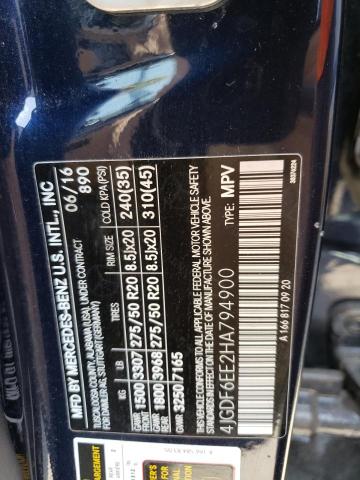 MFD BY MERCEDES-BENZ U.S. INTL., INC 06/16
TUSCALOOSA COUNTY, ALABAMA (USA) UNDER CONTRACT 890
FOR DAIMLER AG, STUTTGART (GERMANY)
KG LB TIRES RIM SIZE COLD KPA(PSI)
GAWR FRONT 1500 3307 275/50 R20 8.5Jx20 240(35)
GAWR REAR 1800 3968 275/50 R20 8.5Jx20 310(45)
GVWR 3250 7165
THIS VEHICLE CONFORMS TO ALL APPLICABLE FEDERAL MOTOR VEHICLE SAFETY
STANDARDS IN EFFECT ON THE DATE OF MANUFACTURE SHOWN ABOVE.
4GDF6EE2HA794900 TYPE: MPV
A 166 817 09 20